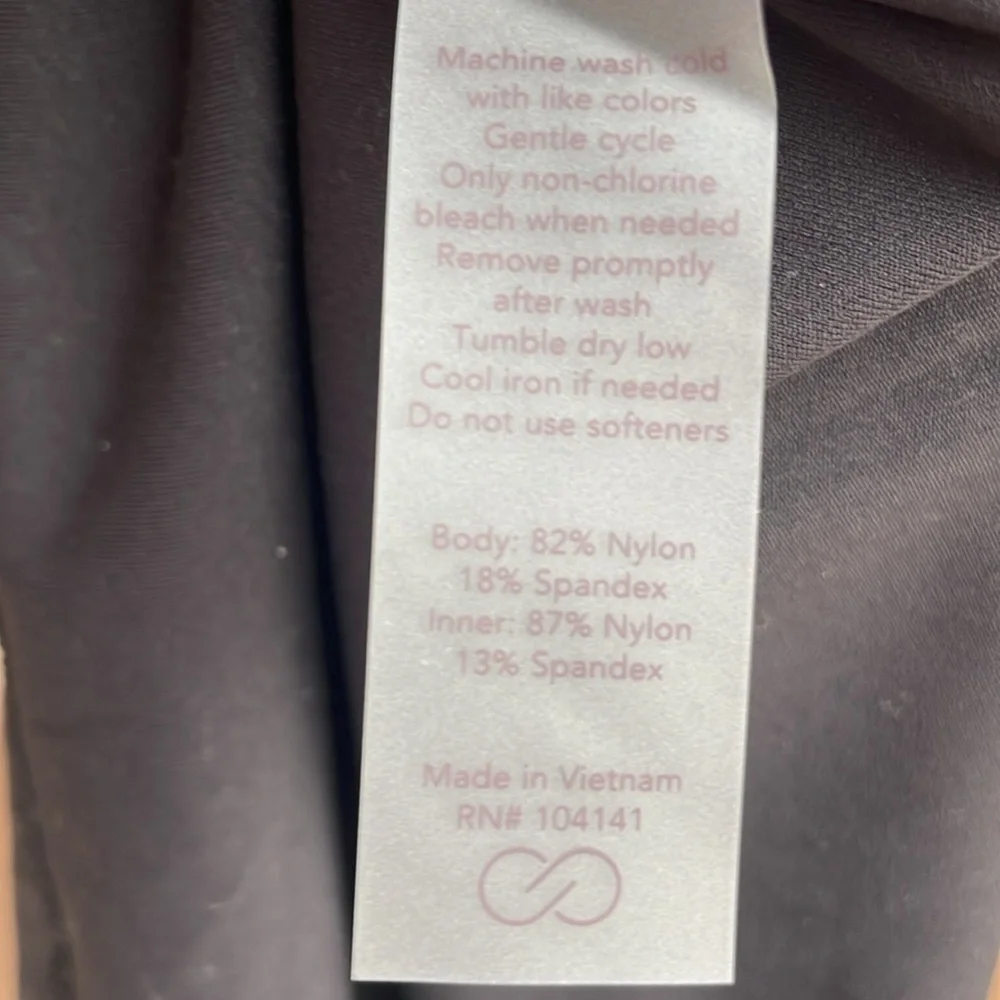 Machine wash cold
with like colors
Gentle cycle
Only non-chlorine
bleach when needed
Remove promptly
after wash
Tumble dry low
Cool iron if needed
Do not use softeners
Body: 82% Nylon
18% Spandex
Inner: 87% Nylon
13% Spandex
Made in Vietnam
RN# 104141